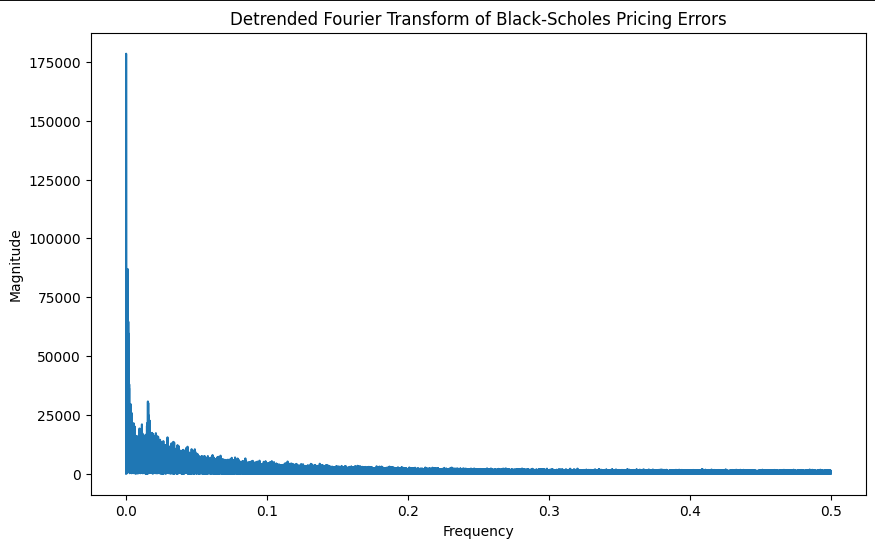 Detrended Fourier Transform of Black-Scholes Pricing Errors
175000
150000
125000
100000
75000
50000
25000
0
Magnitude
0.0 0.1 0.2 0.3 0.4 0.5
Frequency